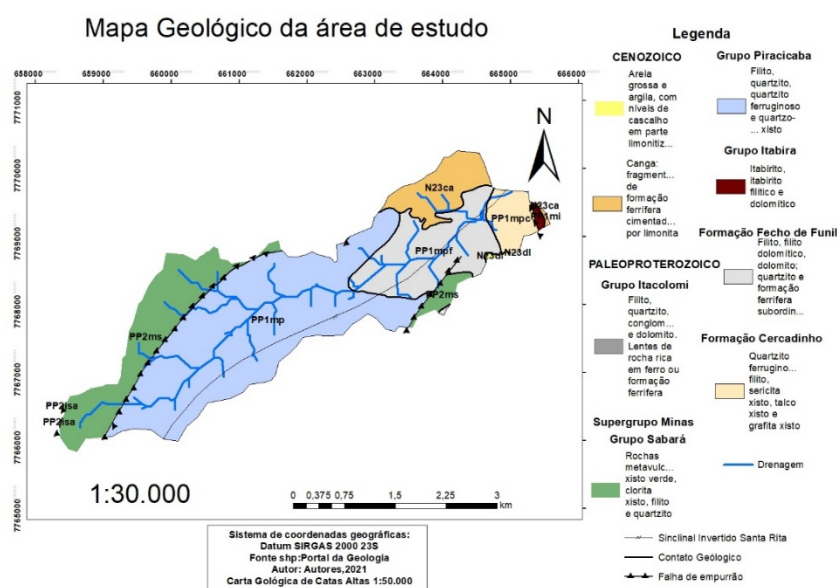 Mapa Geológico da área de estudo
658000 659000 660000 661000 662000 663000 664000 665000 666000
7771000
7770000
7769000
7768000
7767000
7766000
7765000
N
N23ca
N23ca
PP1mi
PP1mpc
PP1mpf
N23dl
N23dl
PP2ms
PP1mp
PP2ms
PP2isa
PP2isa
1:30.000
0 0,375 0,75 1,5 2,25 3
km
Sistema de coordenadas geográficas:
Datum SIRGAS 2000 23S
Fonte shp:Portal da Geologia
Autor: Autores,2021
Carta Gológica de Catas Altas 1:50.000
Legenda
CENOZOICO
Areia
grossa e
argila, com
níveis de
cascalho
em parte
limonitiz...
Canga:
fragment...
de
formação
ferrífera
cimentad...
por limonita
PALEOPROTEROZOICO
Grupo Itacolomi
Filito,
quartzito,
conglom...
e dolomito.
Lentes de
rocha rica
em ferro ou
formação
ferrífera
Supergrupo Minas
Grupo Sabará
Rochas
metavulc...
xisto verde,
clorita
xisto, filito
e quartzito
Grupo Piracicaba
Filito,
quartzito,
quartzito
ferruginoso
e quartzo-
... xisto
Grupo Itabira
Itabirito,
itabirito
filítico e
dolomítico
Formação Fecho de Funil
Filito, filito
dolomítico,
dolomito;
quartzito e
formação
ferrífera
subordin...
Formação Cercadinho
Quartzito
ferrugino...
filito,
sericita
xisto, talco
xisto e
grafita xisto
Drenagem
Sinclinal Invertido Santa Rita
Contato Geológico
Falha de empurrão